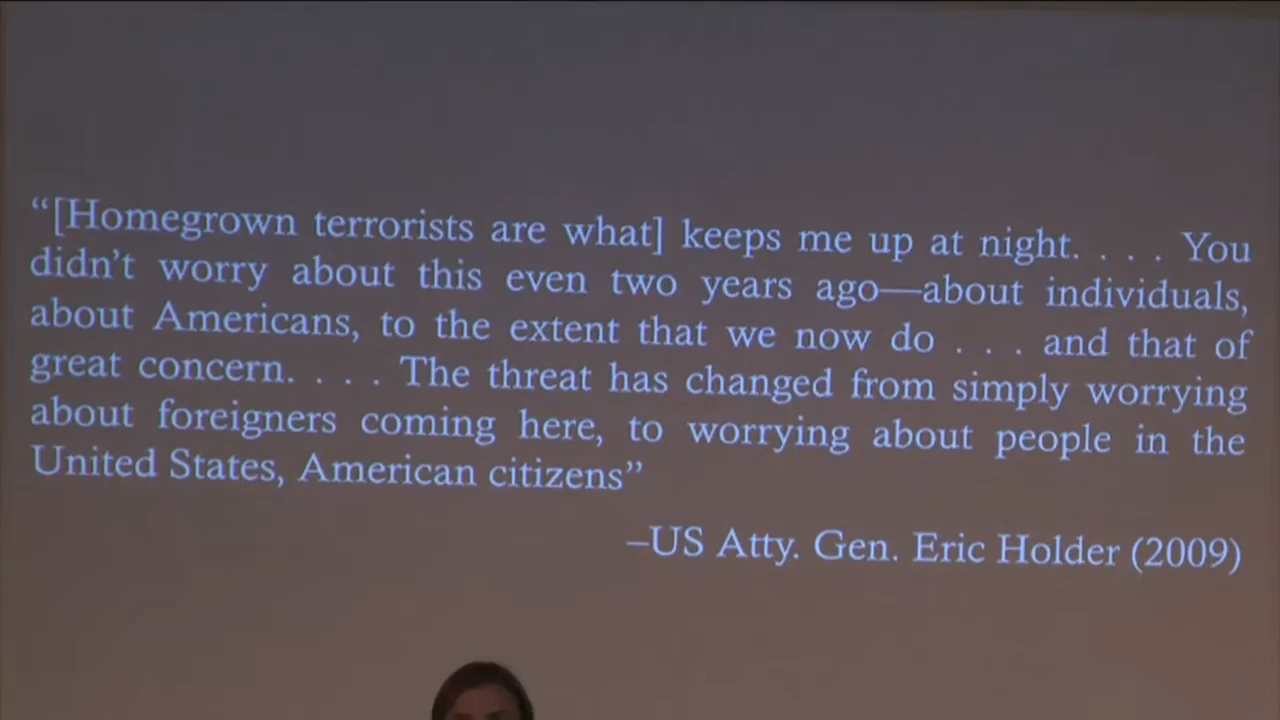 “[Homegrown terrorists are what] keeps me up at night. . . . You
didn’t worry about this even two years ago—about individuals,
about Americans, to the extent that we now do . . . and that of
great concern. . . . The threat has changed from simply worrying
about foreigners coming here, to worrying about people in the
United States, American citizens”
–US Atty. Gen. Eric Holder (2009)